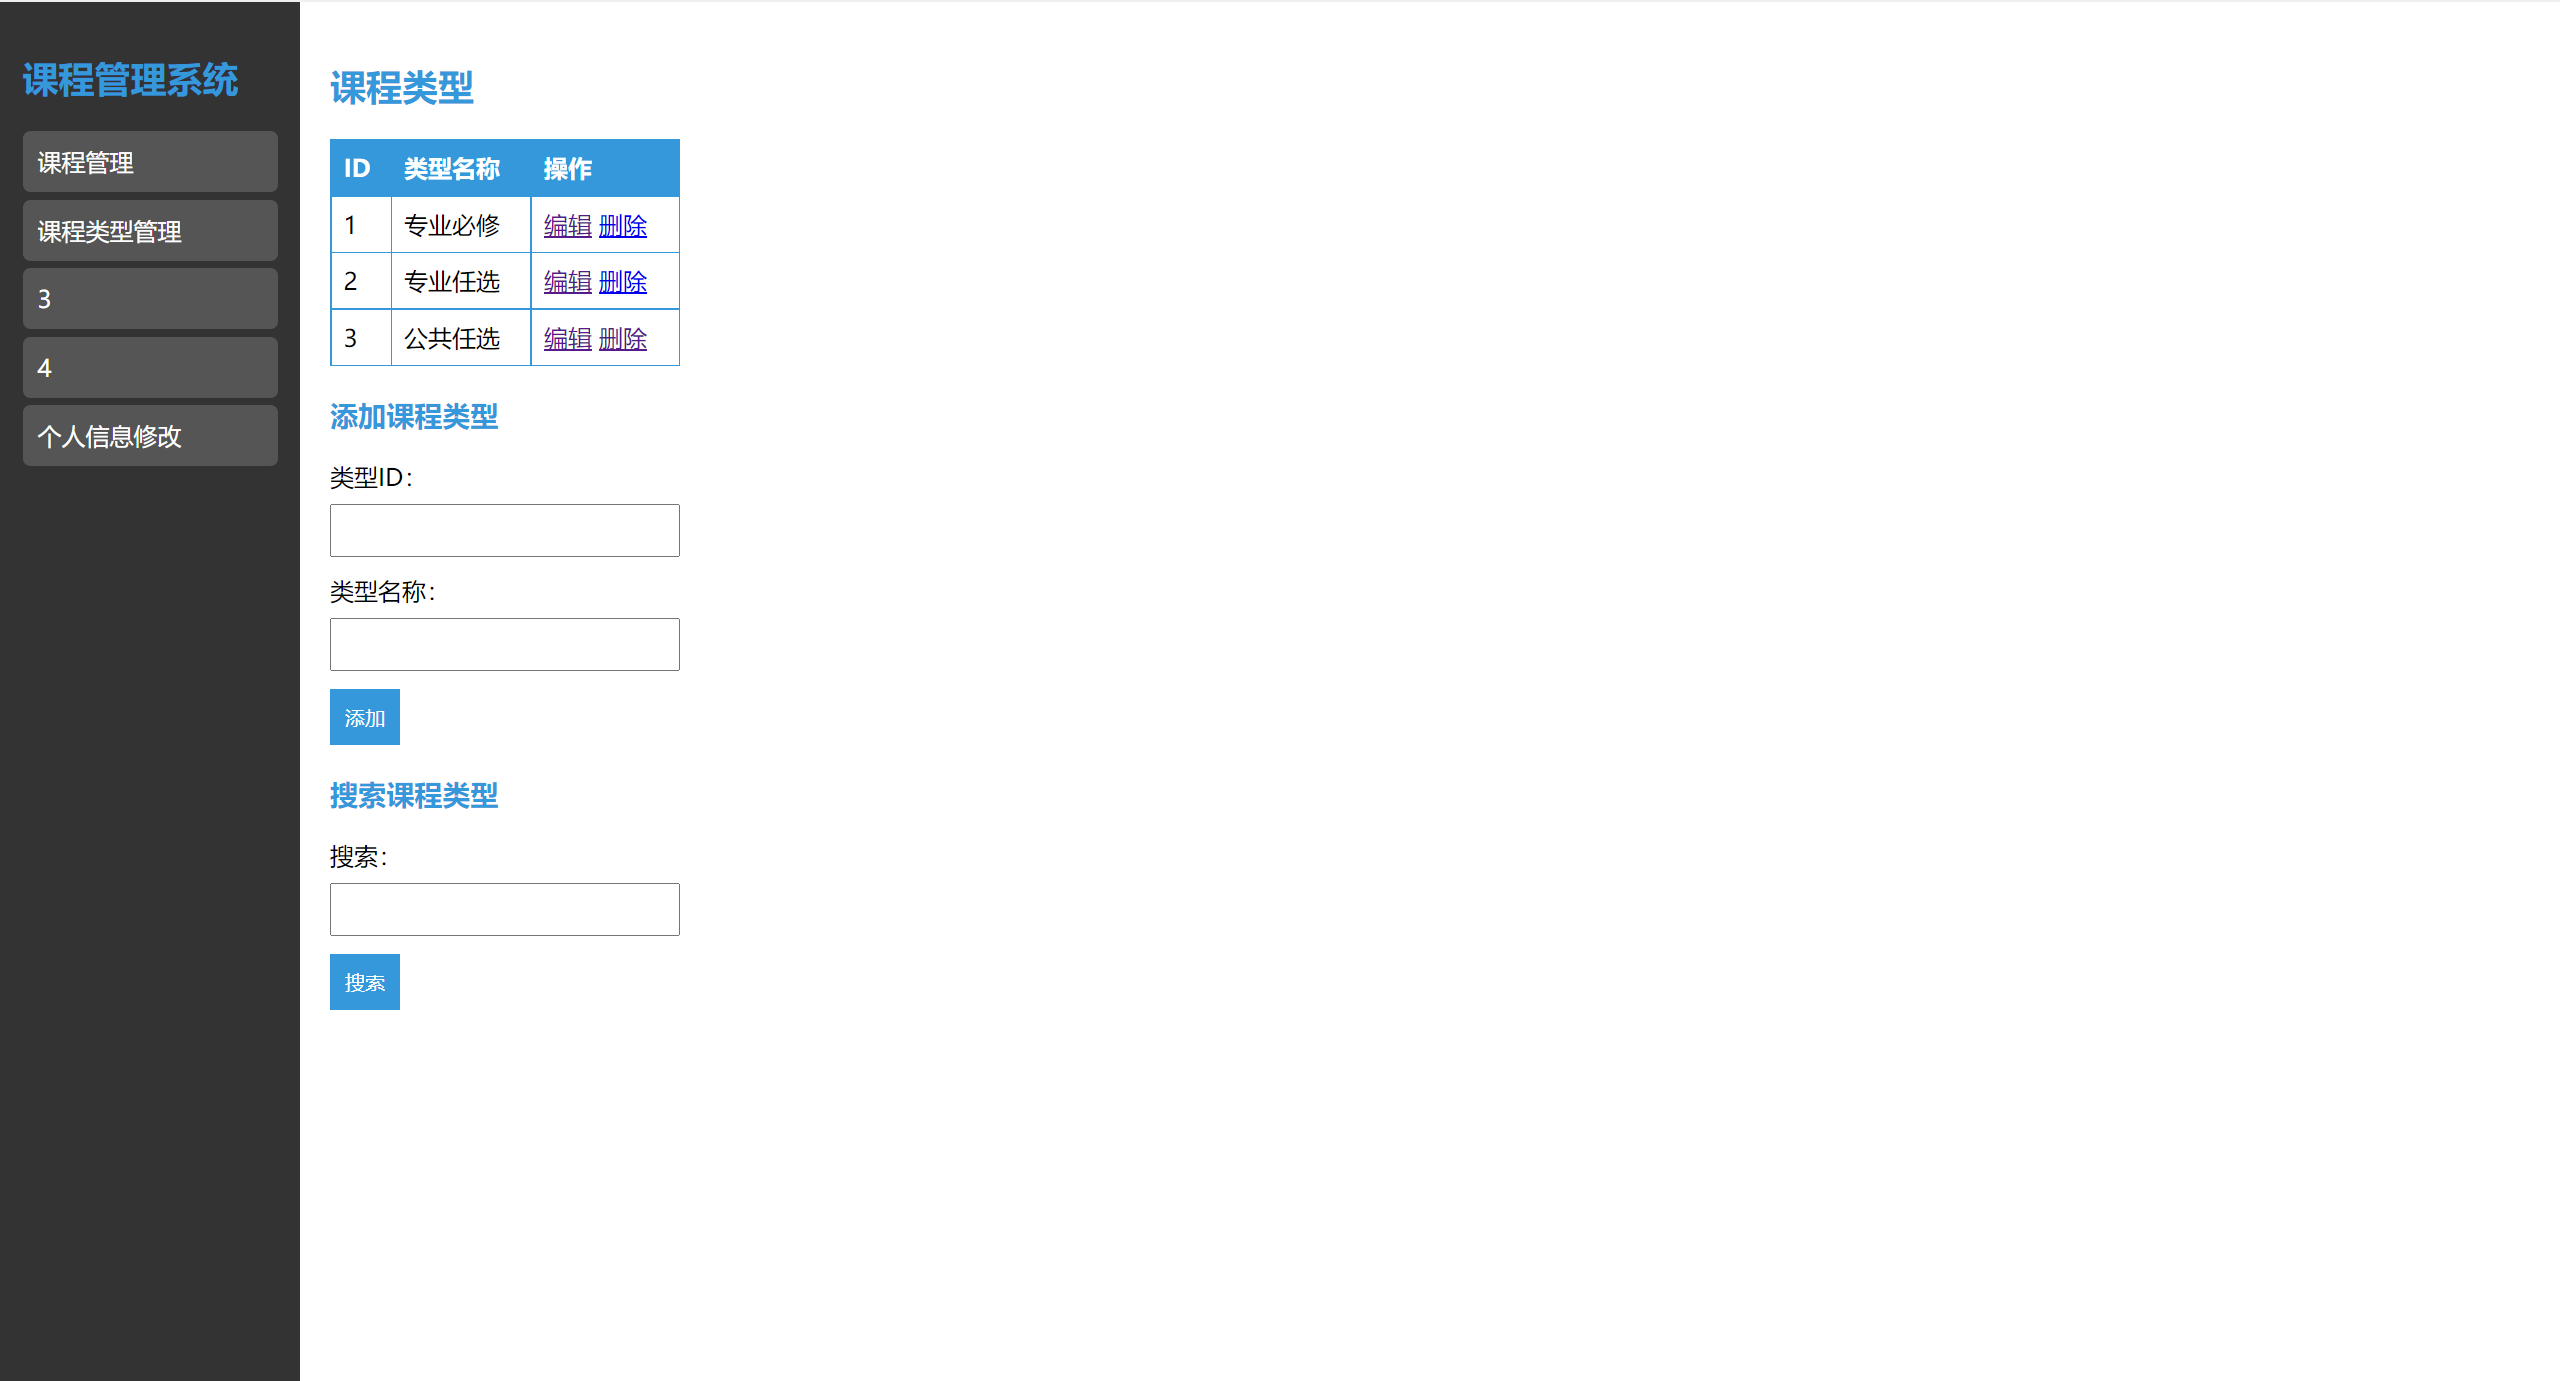 课程管理系统
课程管理
课程类型管理
3
4
个人信息修改
课程类型
ID 类型名称 操作
1 专业必修 编辑 删除
2 专业任选 编辑 删除
3 公共任选 编辑 删除
添加课程类型
类型ID：
类型名称：
添加
搜索课程类型
搜索：
搜索